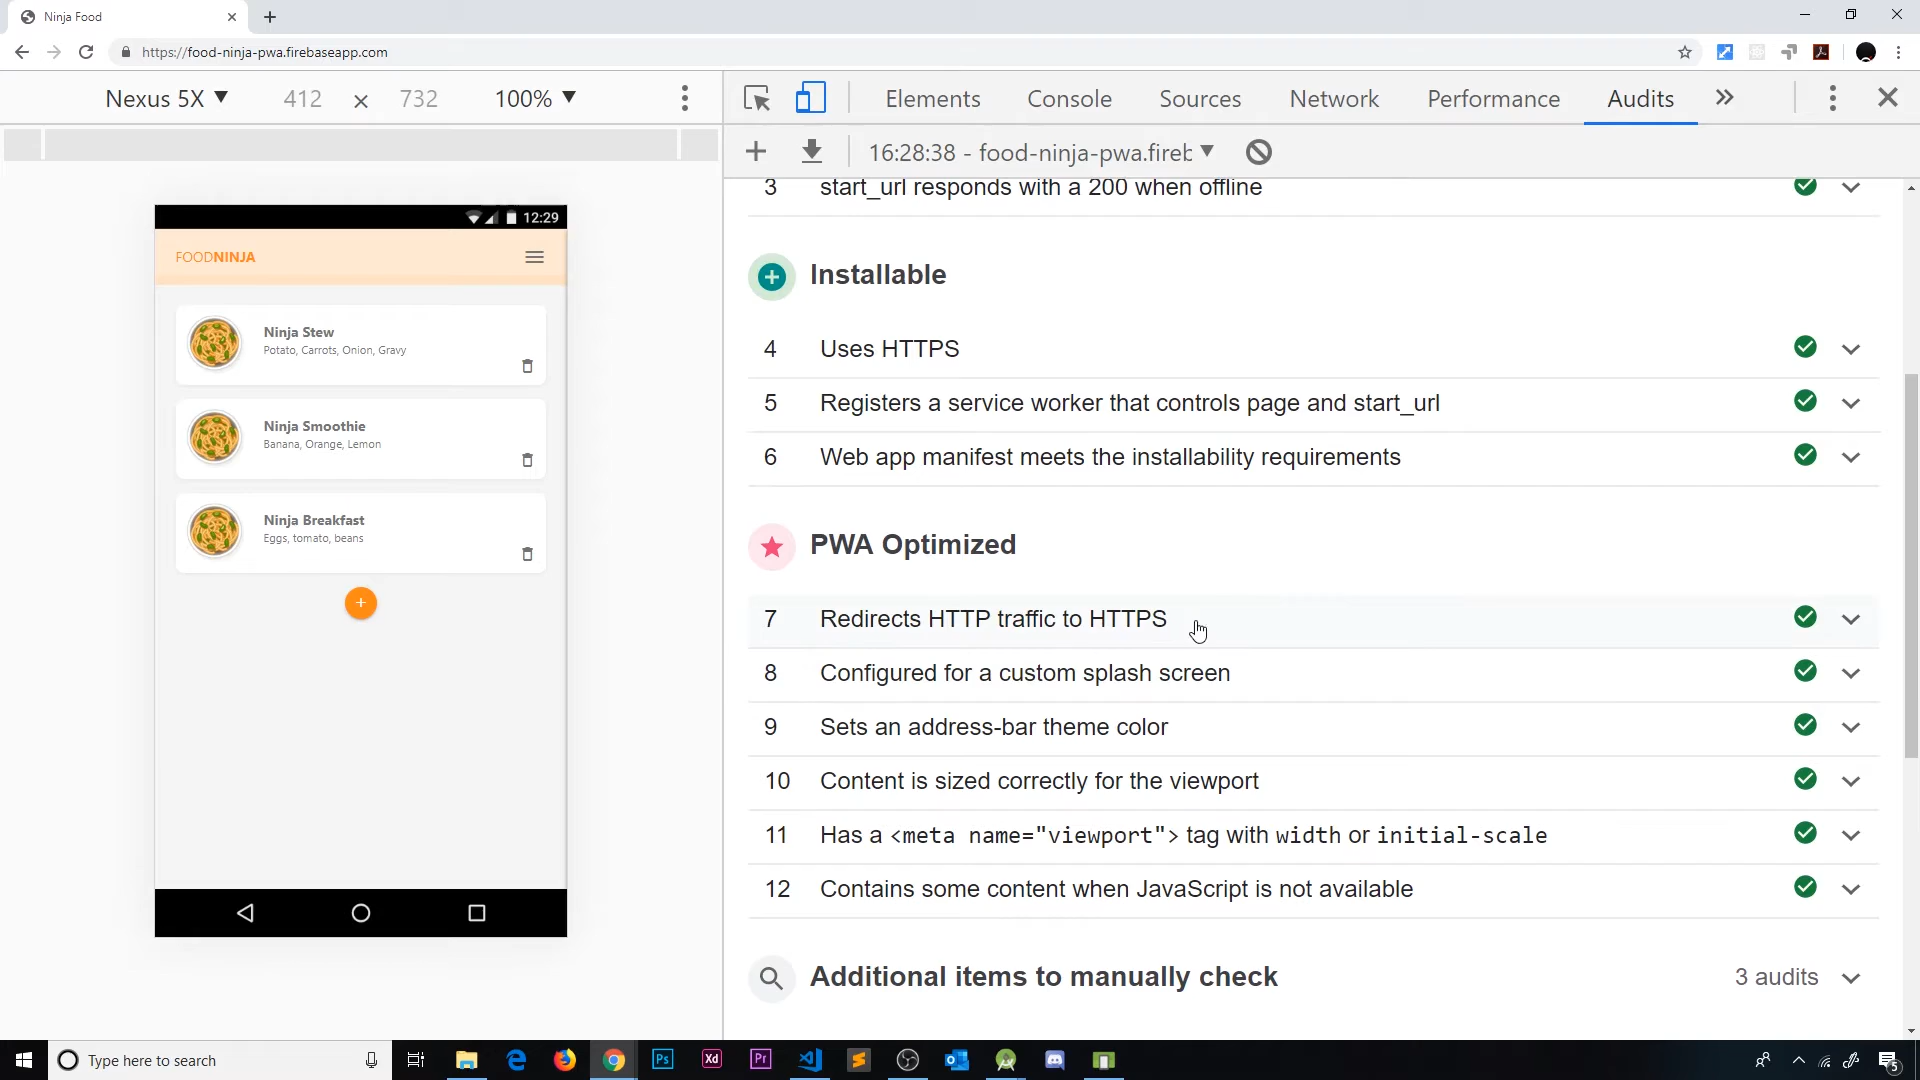 Ninja Food
https://food-ninja-pwa.firebaseapp.com
Nexus 5X 412 732 100%
Elements Console Sources Network Performance Audits
16:28:38 - food-ninja-pwa.fireb
12:29
FOODNINJA
Ninja Stew
Potato, Carrots, Onion, Gravy
Ninja Smoothie
Banana, Orange, Lemon
Ninja Breakfast
Eggs, tomato, beans
+
3 start_url responds with a 200 when offline
Installable
4 Uses HTTPS
5 Registers a service worker that controls page and start_url
6 Web app manifest meets the installability requirements
PWA Optimized
7 Redirects HTTP traffic to HTTPS
8 Configured for a custom splash screen
9 Sets an address-bar theme color
10 Content is sized correctly for the viewport
11 Has a <meta name="viewport"> tag with width or initial-scale
12 Contains some content when JavaScript is not available
Additional items to manually check 3 audits
Type here to search
Ps Xd Pr
5